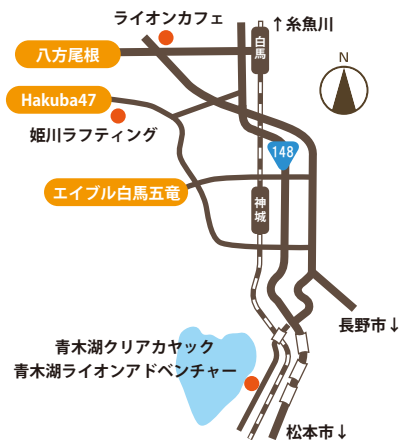 ライオンカフェ
↑糸魚川
八方尾根
白馬
N
Hakuba47
姫川ラフティング
148
エイブル白馬五竜
神城
長野市↓
青木湖クリアカヤック
青木湖ライオンアドベンチャー
松本市↓